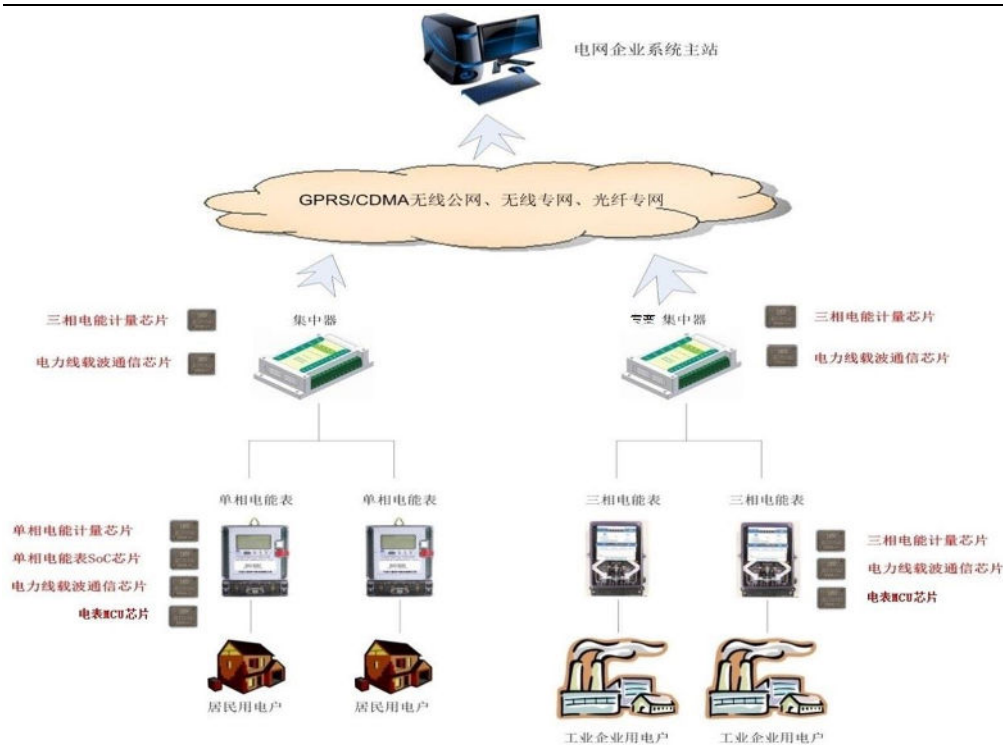 电网企业系统主站
GPRS/CDMA无线公网、无线专网、光纤专网
三相电能计量芯片
集中器
集中器
三相电能计量芯片
电力线载波通信芯片
电力线载波通信芯片
单相电能表
单相电能表
三相电能表
三相电能表
单相电能计量芯片
单相电能表SoC芯片
电力线载波通信芯片
电表MCU芯片
三相电能计量芯片
电力线载波通信芯片
电表MCU芯片
居民用电户
居民用电户
工业企业用电户
工业企业用电户